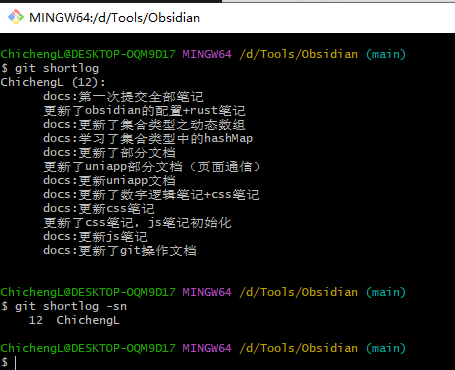 MINGW64:/d/Tools/Obsidian
ChichengL@DESKTOP-OQM9D17 MINGW64 /d/Tools/Obsidian (main)
$ git shortlog
ChichengL (12):
docs:第一次提交全部笔记
更新了obsidian的配置+rust笔记
docs:更新了集合类型之动态数组
docs:学习了集合类型中的hashMap
docs:更新了部分文档
更新了uniapp部分文档（页面通信）
docs:更新uniapp文档
docs:更新了数字逻辑笔记+css笔记
docs:更新css笔记
更新了css笔记，js笔记初始化
docs:更新js笔记
docs:更新了git操作文档
ChichengL@DESKTOP-OQM9D17 MINGW64 /d/Tools/Obsidian (main)
$ git shortlog -sn
12 ChichengL
ChichengL@DESKTOP-OQM9D17 MINGW64 /d/Tools/Obsidian (main)
$